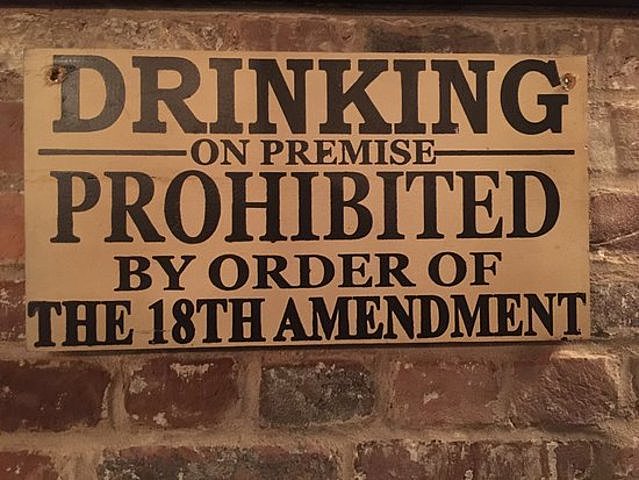 DRINKING
ON PREMISE
PROHIBITED
BY ORDER OF
THE 18TH AMENDMENT